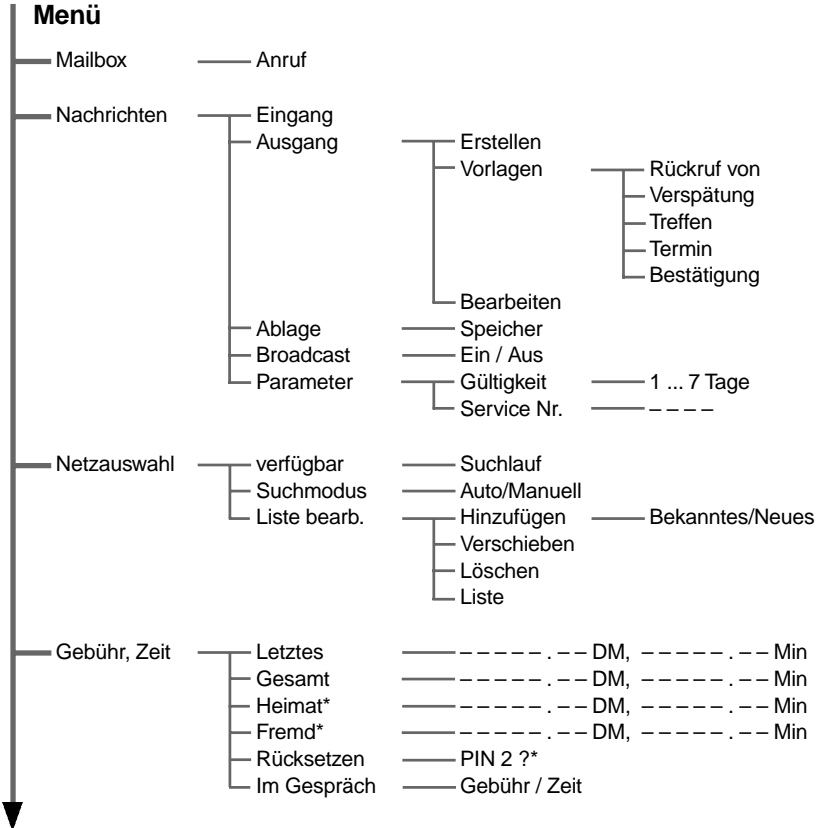 Menü
Mailbox Anruf
Nachrichten Eingang
Ausgang Erstellen
Vorlagen Rückruf von
Verspätung
Treffen
Termin
Bestätigung
Bearbeiten
Ablage Speicher
Broadcast Ein / Aus
Parameter Gültigkeit 1 ... 7 Tage
Service Nr. – – – –
Netzauswahl verfügbar Suchlauf
Suchmodus Auto/Manuell
Liste bearb. Hinzufügen Bekanntes/Neues
Verschieben
Löschen
Liste
Gebühr, Zeit Letztes – – – – – . – – DM, – – – – – . – – Min
Gesamt – – – – – . – – DM, – – – – – . – – Min
Heimat* – – – – – . – – DM, – – – – – . – – Min
Fremd* – – – – – . – – DM, – – – – – . – – Min
Rücksetzen PIN 2 ?*
Im Gespräch Gebühr / Zeit